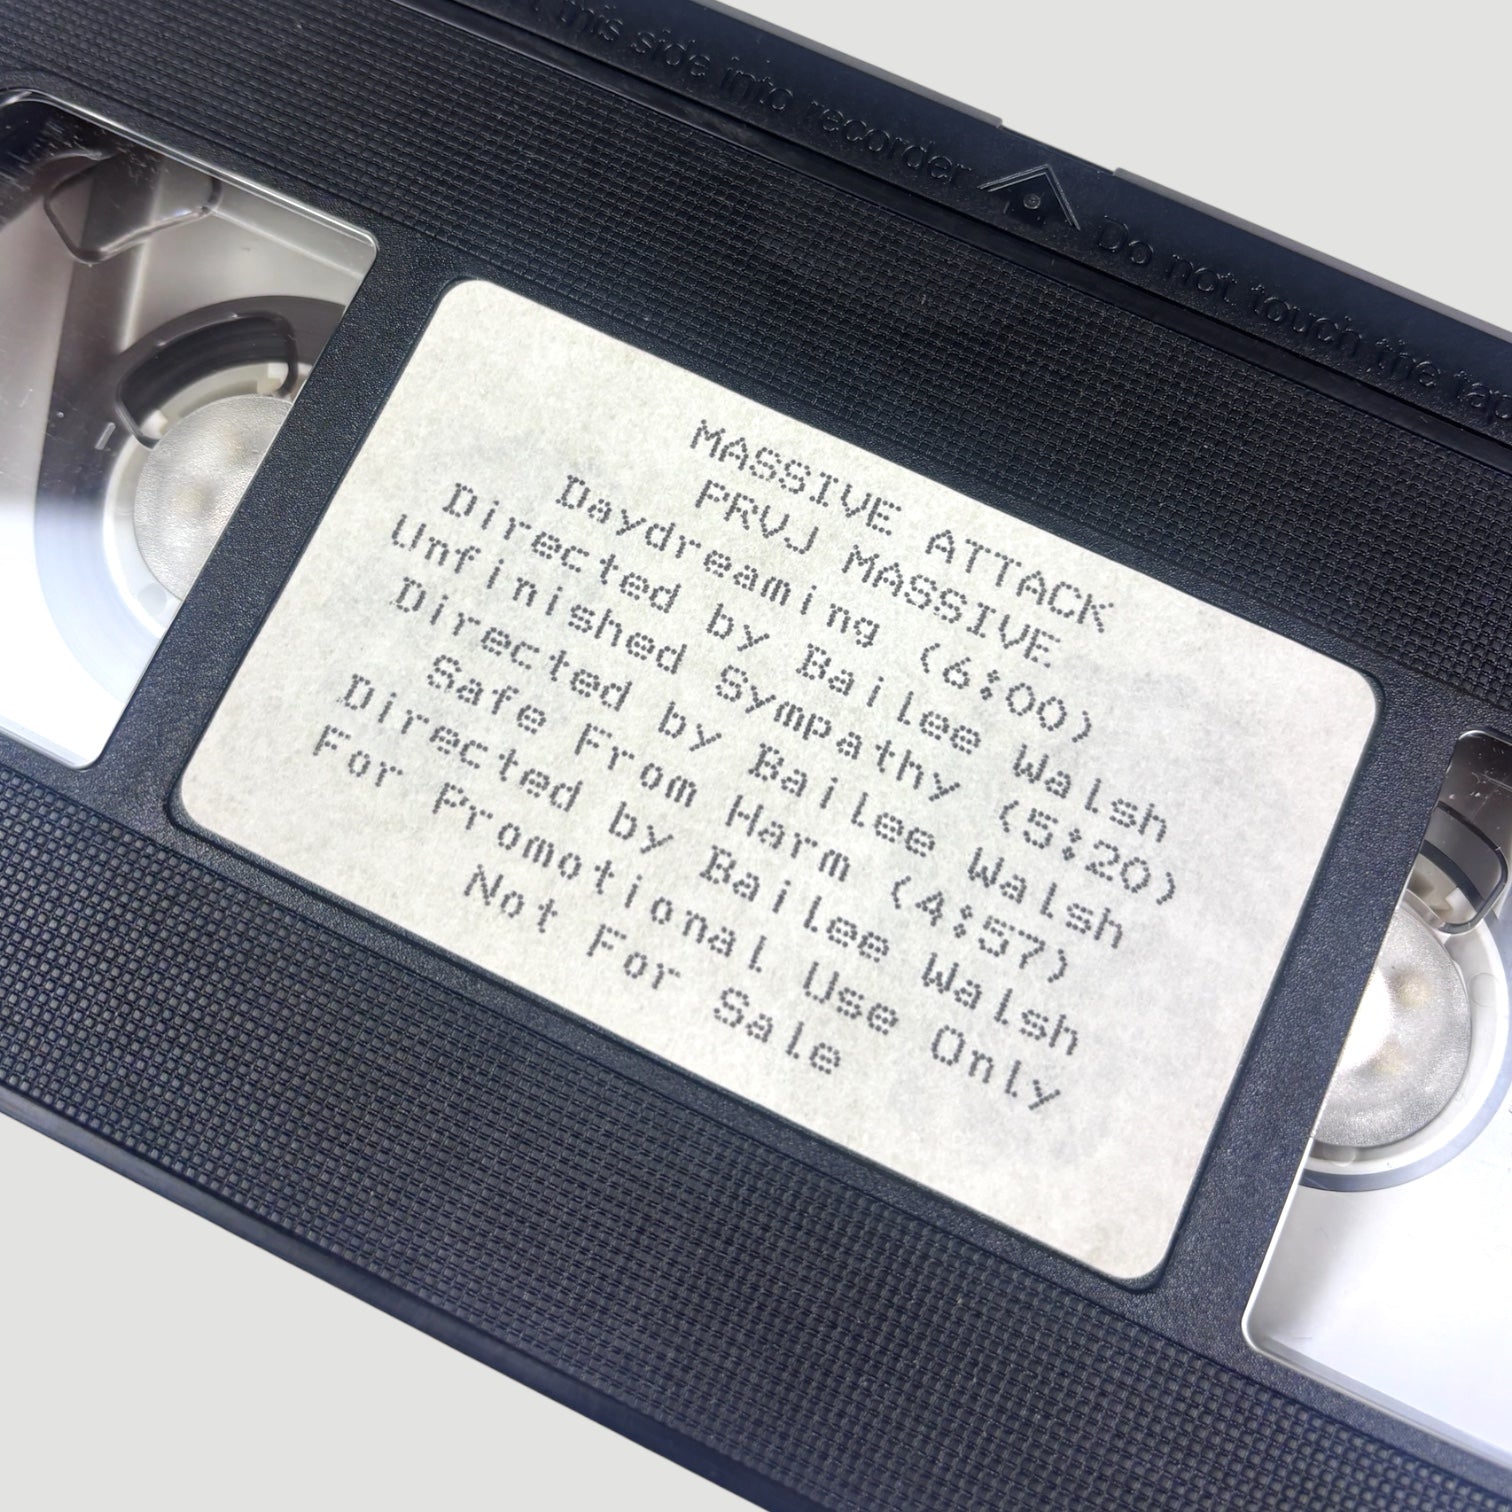 this side into recorder Do not touch the tap
MASSIVE ATTACK
PRVJ MASSIVE
Daydreaming (6:00)
Directed by Bailee Walsh
Unfinished Sympathy (5:20)
Directed by Bailee Walsh
Safe From Harm (4:57)
Directed by Bailee Walsh
For Promotional Use Only
Not For Sale